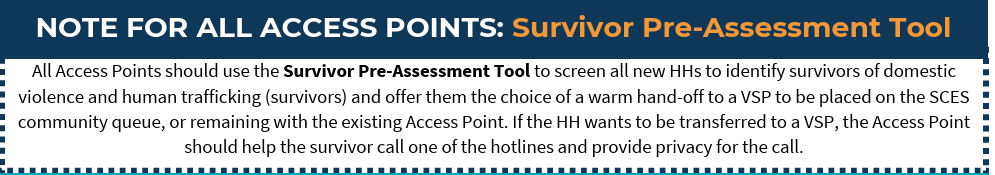 NOTE FOR ALL ACCESS POINTS: Survivor Pre-Assessment Tool
All Access Points should use the Survivor Pre-Assessment Tool to screen all new HHs to identify survivors of domestic
violence and human trafficking (survivors) and offer them the choice of a warm hand-off to a VSP to be placed on the SCES
community queue, or remaining with the existing Access Point. If the HH wants to be transferred to a VSP, the Access Point
should help the survivor call one of the hotlines and provide privacy for the call.